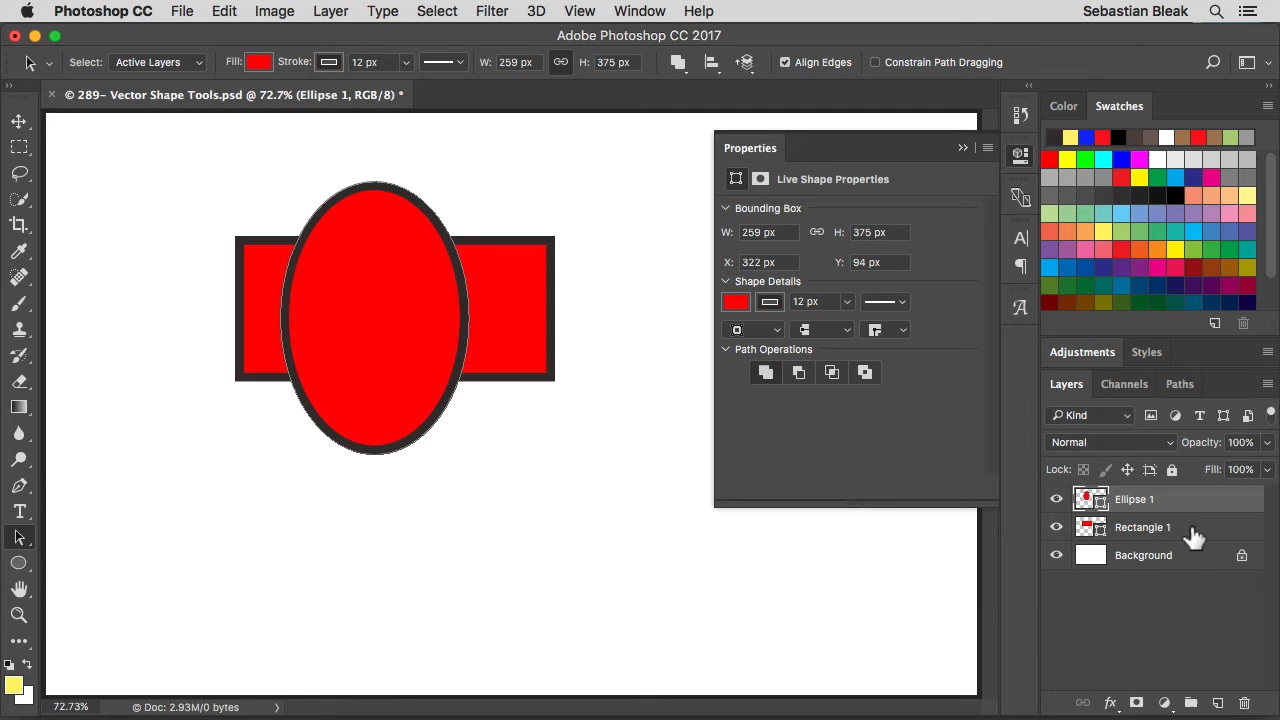 Photoshop CC File Edit Image Layer Type Select Filter 3D View Window Help Sebastian Bleak
Adobe Photoshop CC 2017
Select: Active Layers Fill: Stroke: 12 px W: 259 px H: 375 px Align Edges Constrain Path Dragging
© 289- Vector Shape Tools.psd @ 72.7% (Ellipse 1, RGB/8) *
Color Swatches
Properties
Live Shape Properties
Bounding Box
W: 259 px H: 375 px
X: 322 px Y: 94 px
Shape Details
12 px
Path Operations
Adjustments Styles
Layers Channels Paths
Kind
Normal Opacity: 100%
Lock: Fill: 100%
Ellipse 1
Rectangle 1
Background
72.73% © Doc: 2.93M/0 bytes